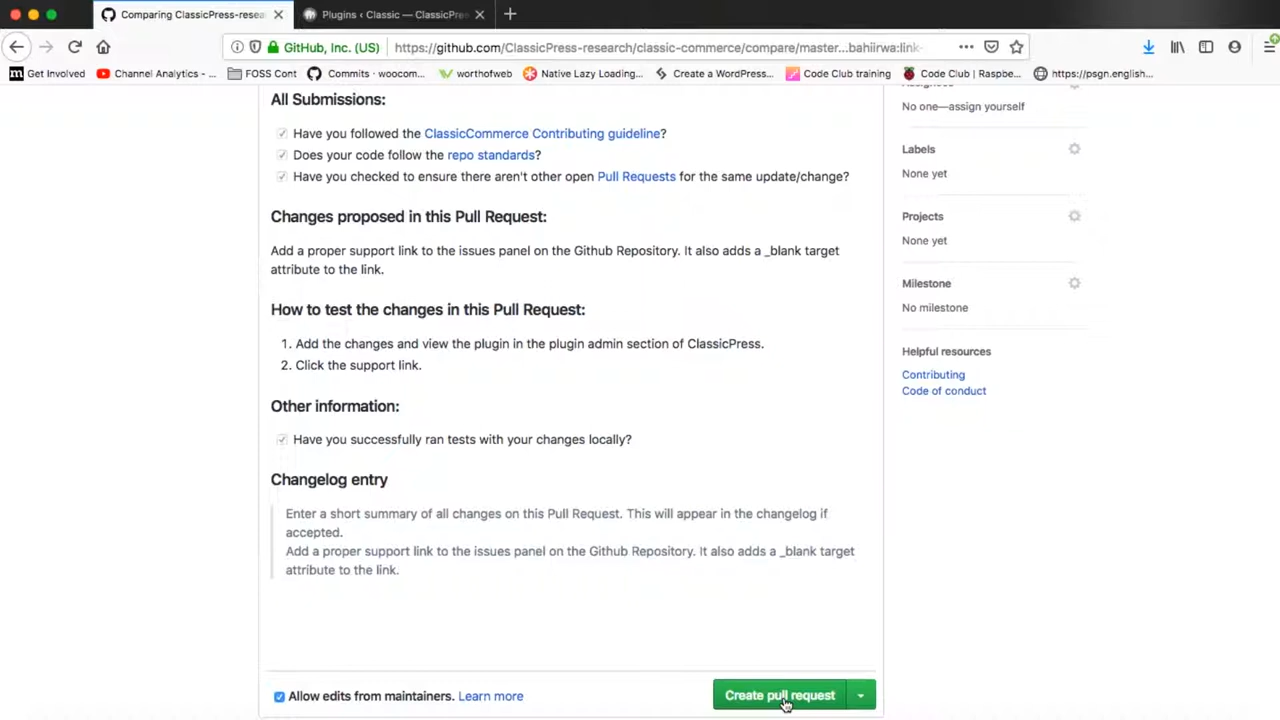 Comparing ClassicPress-resea
Plugins ‹ Classic — ClassicPre
GitHub, Inc. (US)
https://github.com/ClassicPress-research/classic-commerce/compare/master...bahiirwa:link-
Get Involved
Channel Analytics - ...
FOSS Cont
Commits · woocom...
worthofweb
Native Lazy Loading...
Create a WordPress...
Code Club training
Code Club | Raspbe...
https://psgn.english...
All Submissions:
Have you followed the ClassicCommerce Contributing guideline?
Does your code follow the repo standards?
Have you checked to ensure there aren't other open Pull Requests for the same update/change?
Changes proposed in this Pull Request:
Add a proper support link to the issues panel on the Github Repository. It also adds a _blank target
attribute to the link.
How to test the changes in this Pull Request:
1. Add the changes and view the plugin in the plugin admin section of ClassicPress.
2. Click the support link.
Other information:
Have you successfully ran tests with your changes locally?
Changelog entry
Enter a short summary of all changes on this Pull Request. This will appear in the changelog if
accepted.
Add a proper support link to the issues panel on the Github Repository. It also adds a _blank target
attribute to the link.
Allow edits from maintainers. Learn more
Create pull request
No one—assign yourself
Labels
None yet
Projects
None yet
Milestone
No milestone
Helpful resources
Contributing
Code of conduct